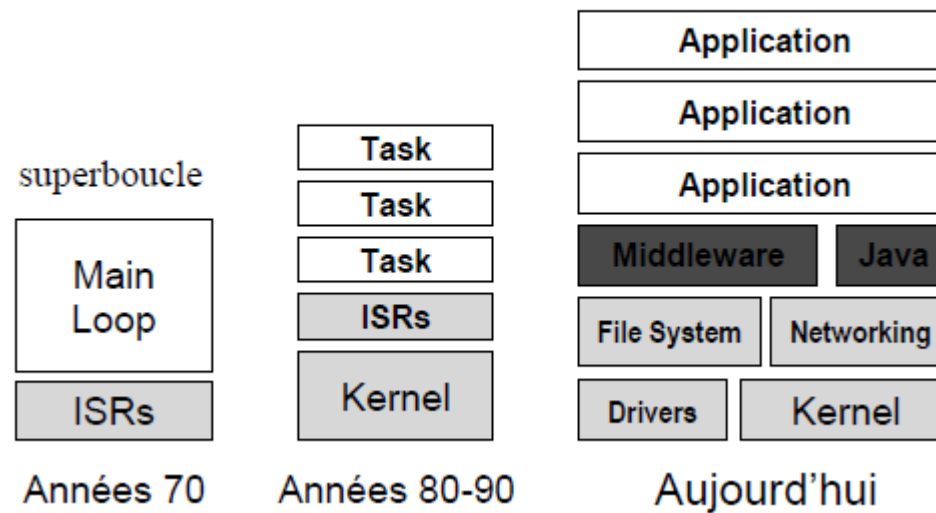 superboucle
Main
Loop
ISRs
Années 70
Task
Task
Task
ISRs
Kernel
Années 80-90
Application
Application
Application
Middleware Java
File System Networking
Drivers Kernel
Aujourd'hui